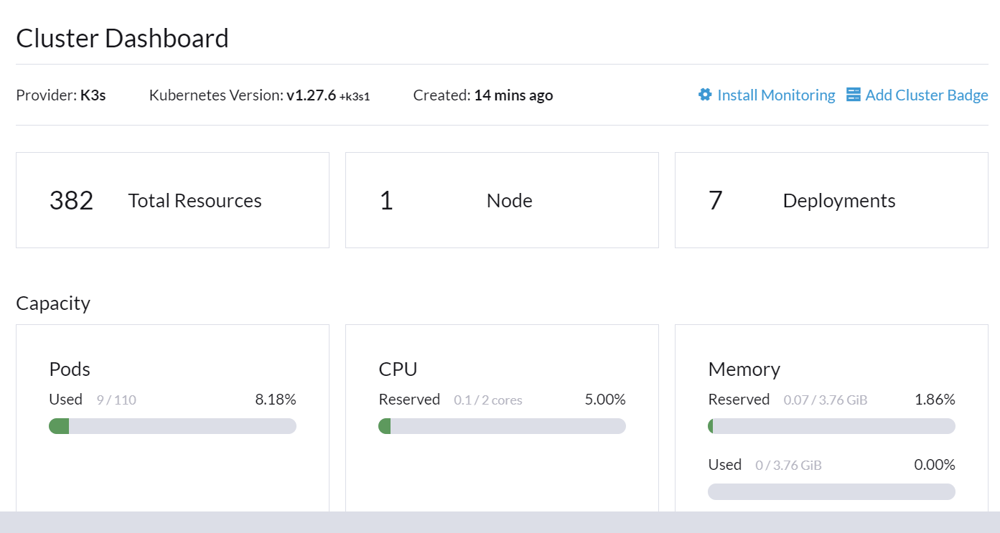 Cluster Dashboard
Provider: K3s Kubernetes Version: v1.27.6 +k3s1 Created: 14 mins ago Install Monitoring Add Cluster Badge
382 Total Resources 1 Node 7 Deployments
Capacity
Pods CPU Memory
Used 9 / 110 8.18% Reserved 0.1 / 2 cores 5.00% Reserved 0.07 / 3.76 GiB 1.86%
Used 0 / 3.76 GiB 0.00%